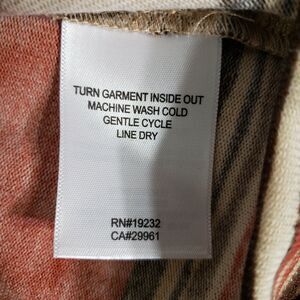 TURN GARMENT INSIDE OUT
MACHINE WASH COLD
GENTLE CYCLE
LINE DRY
RN#19232
CA#29961